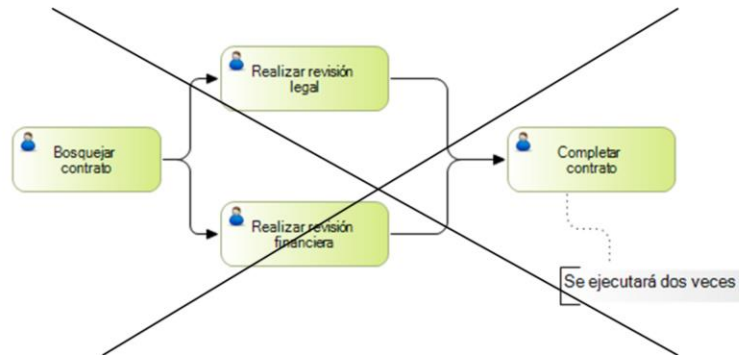 Realizar revisión
legal
Bosquejar
contrato
Completar
contrato
Realizar revisión
financiera
Se ejecutará dos veces